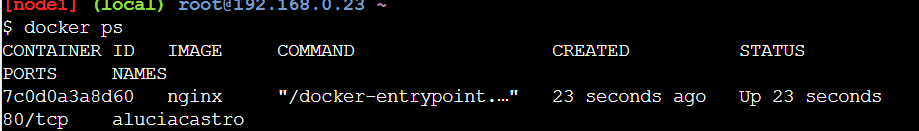 [node1] (local) root@192.168.0.23 ~
$ docker ps
CONTAINER ID   IMAGE     COMMAND                  CREATED          STATUS
PORTS     NAMES
7c0d0a3a8d60   nginx     "/docker-entrypoint.…"   23 seconds ago   Up 23 seconds
80/tcp    aluciacastro